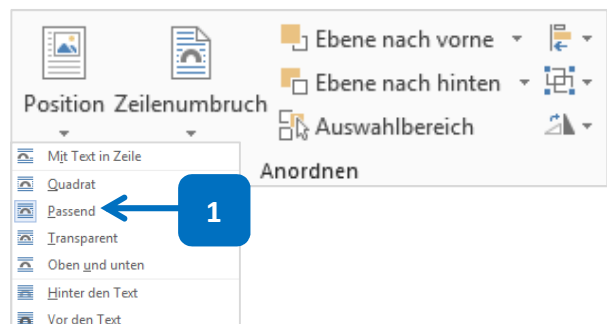 Position
Zeilenumbruch
Ebene nach vorne
Ebene nach hinten
Auswahlbereich
Anordnen
Mit Text in Zeile
Quadrat
Passend
1
Transparent
Oben und unten
Hinter den Text
Vor den Text